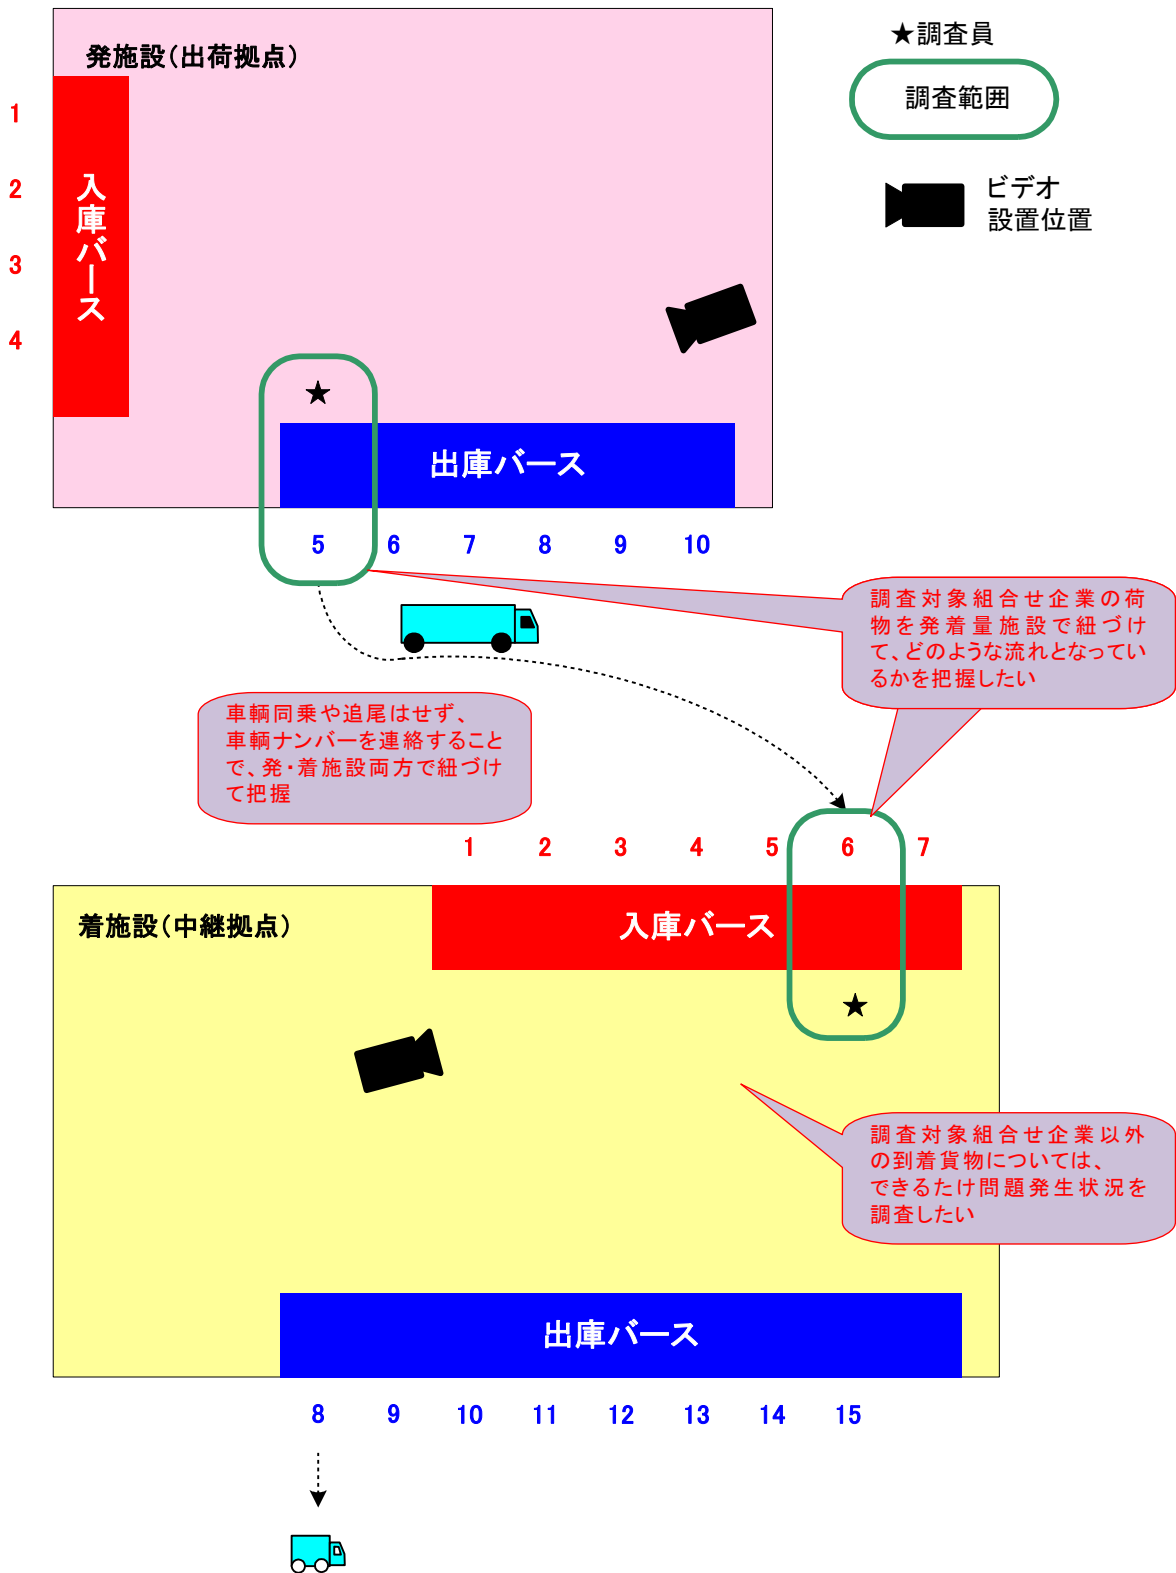 発施設（出荷拠点）
★調査員
調査範囲
ビデオ
設置位置
1
2
3
4
入庫バース
出庫バース
5 6 7 8 9 10
調査対象組合せ企業の荷
物を発着量施設で紐づけ
て、どのような流れとなってい
るかを把握したい
車輌同乗や追尾はせず、
車輌ナンバーを連絡すること
で、発・着施設両方で紐づけ
て把握
1 2 3 4 5 6 7
着施設（中継拠点）
入庫バース
調査対象組合せ企業以外
の到着貨物については、
できるたけ問題発生状況を
調査したい
出庫バース
8 9 10 11 12 13 14 15